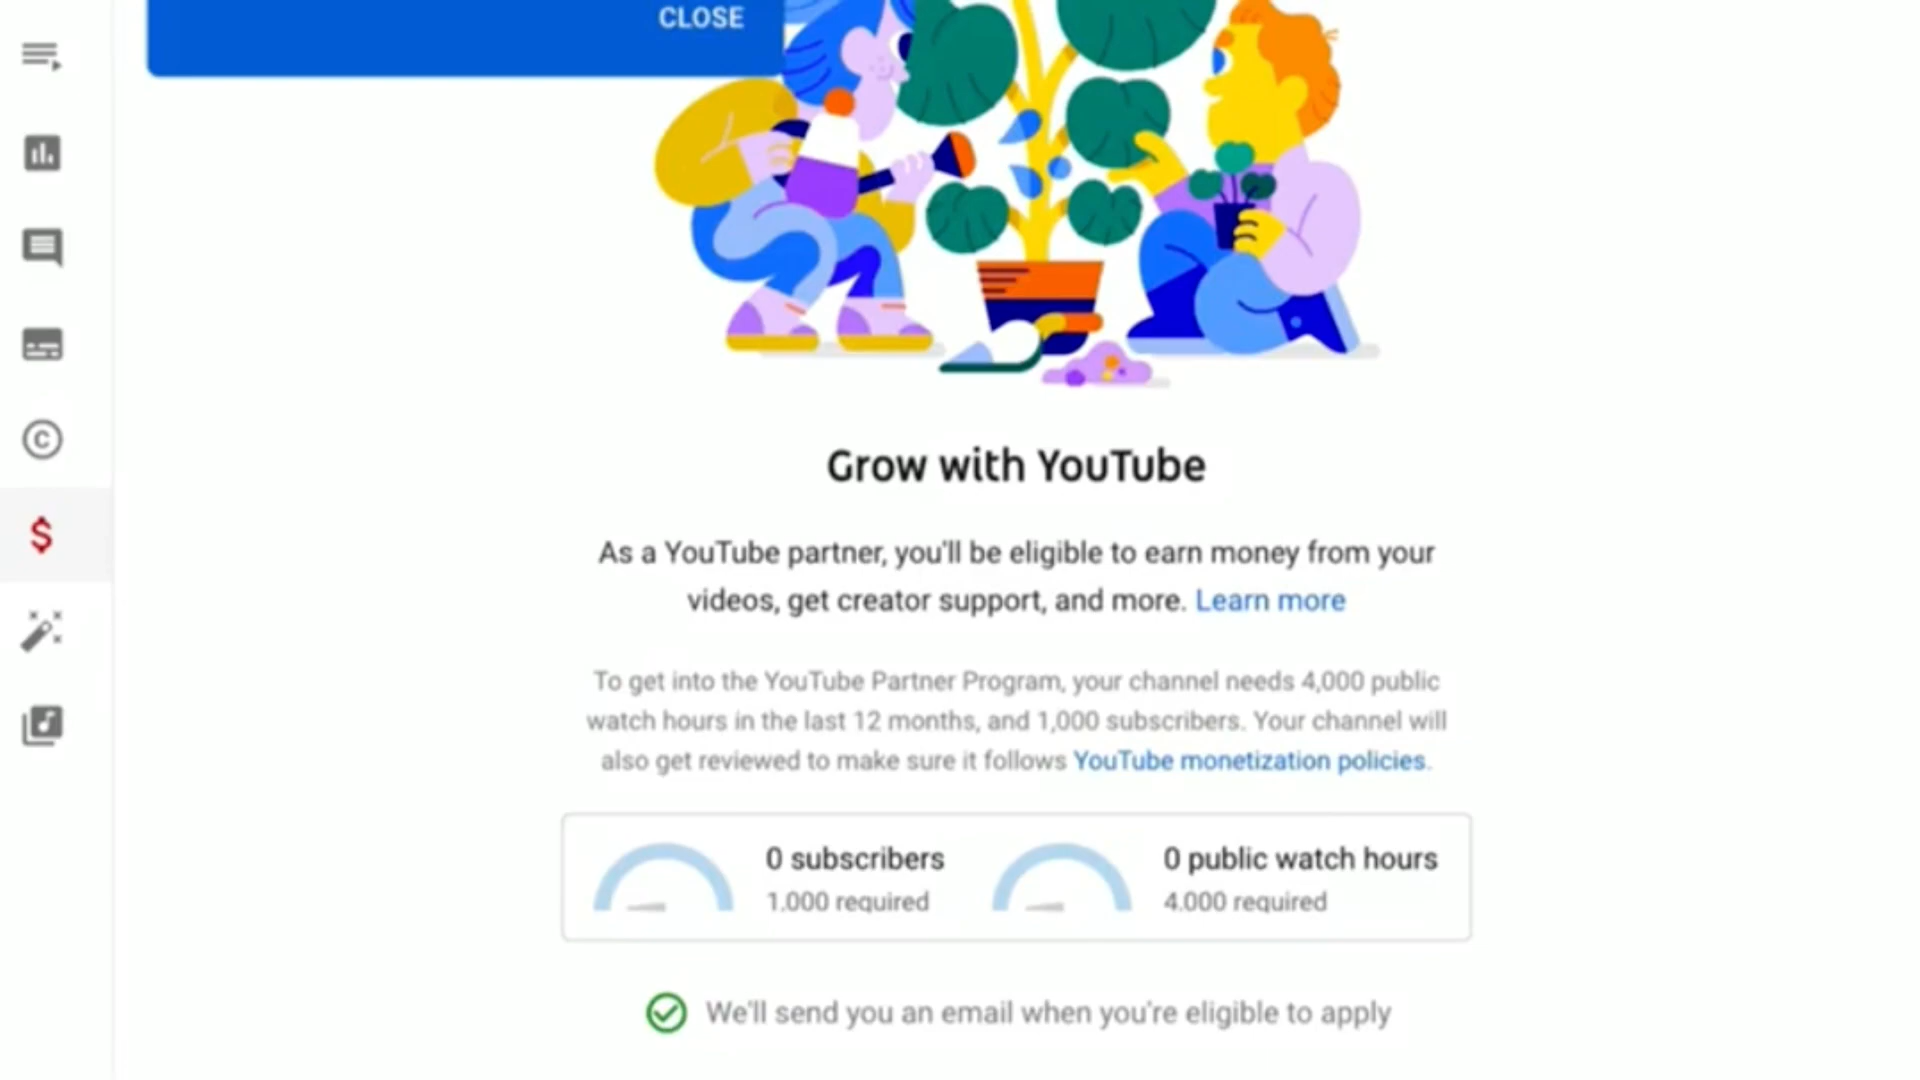 CLOSE
Grow with YouTube
As a YouTube partner, you'll be eligible to earn money from your
videos, get creator support, and more. Learn more
To get into the YouTube Partner Program, your channel needs 4,000 public
watch hours in the last 12 months, and 1,000 subscribers. Your channel will
also get reviewed to make sure it follows YouTube monetization policies.
0 subscribers
1.000 required
0 public watch hours
4.000 required
We'll send you an email when you're eligible to apply